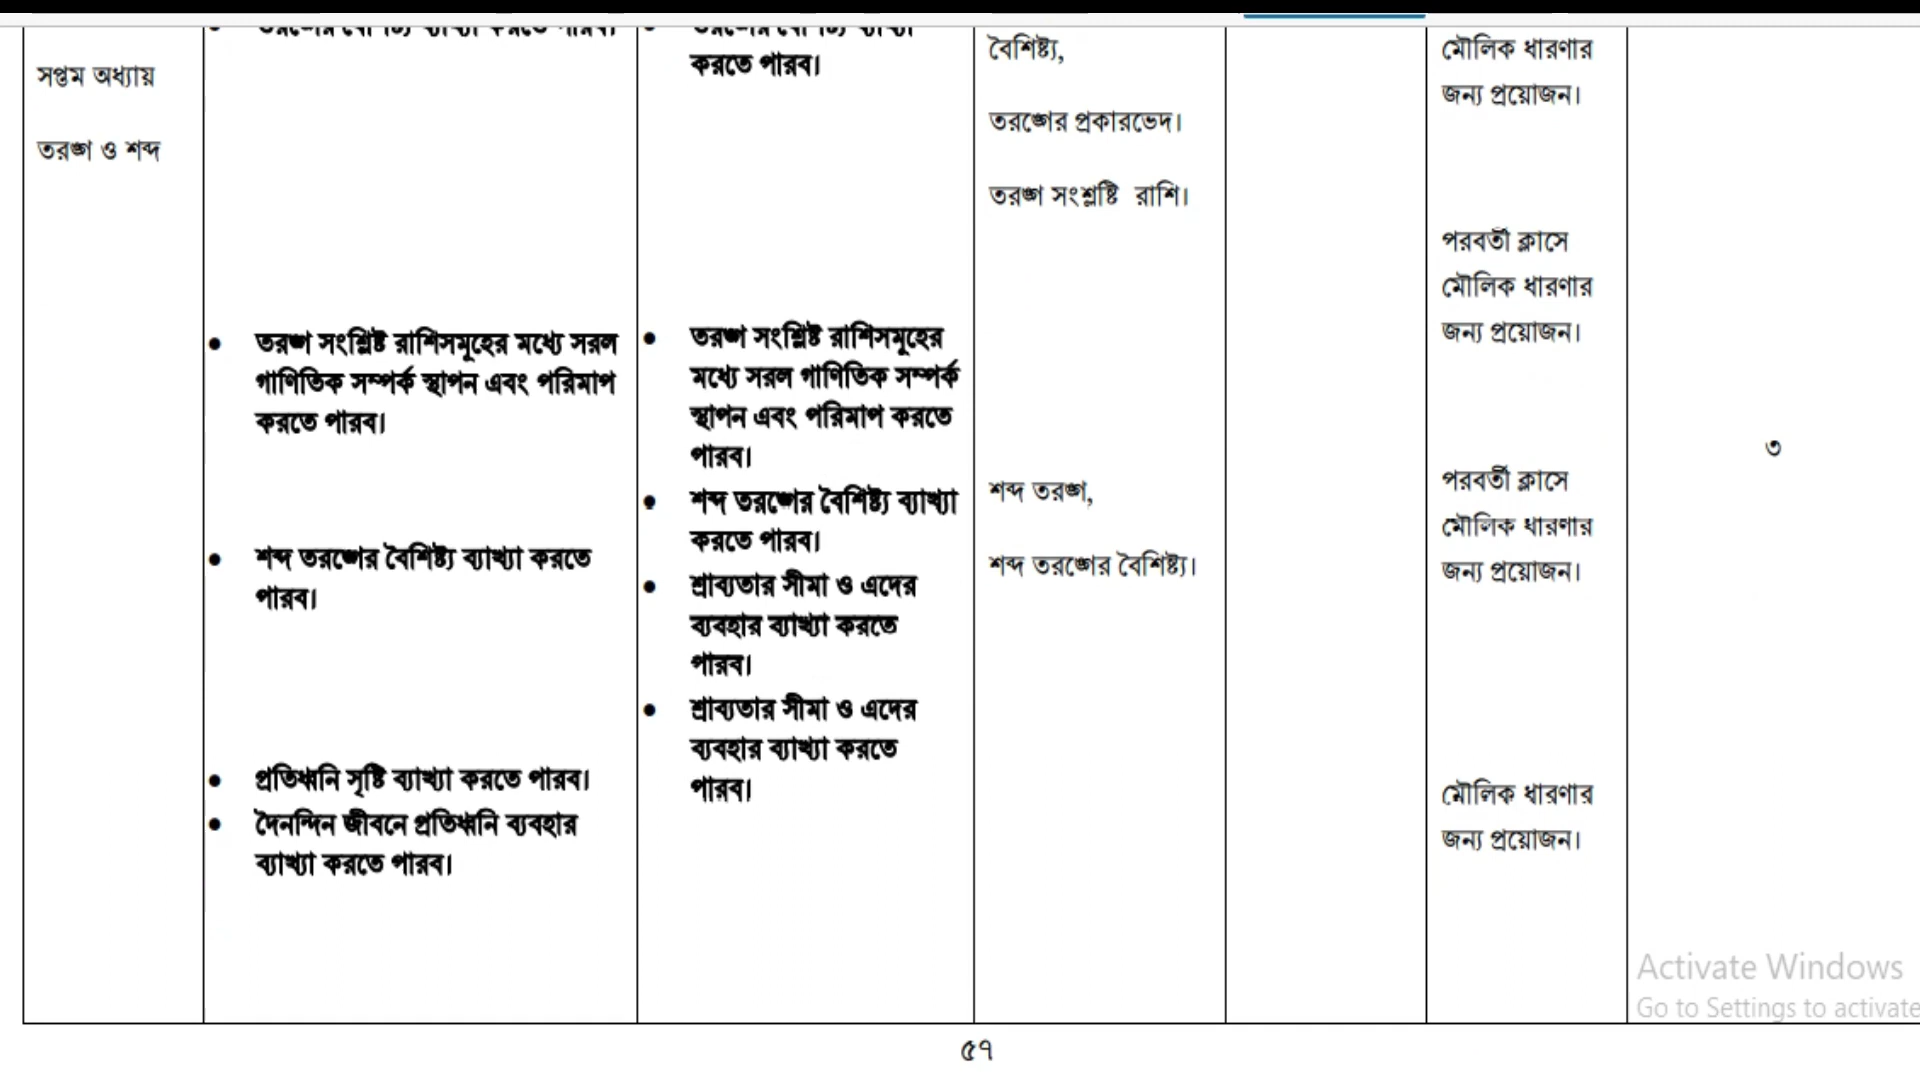 সপ্তম অধ্যায়
তরঙ্গ ও শব্দ
তরঙ্গ সংশ্লিষ্ট রাশিসমূহের মধ্যে সরল
গাণিতিক সম্পর্ক স্থাপন এবং পরিমাপ
করতে পারব।
শব্দ তরঙ্গের বৈশিষ্ট্য ব্যাখ্যা করতে
পারব।
প্রতিধ্বনি সৃষ্টি ব্যাখ্যা করতে পারব।
দৈনন্দিন জীবনে প্রতিধ্বনি ব্যবহার
ব্যাখ্যা করতে পারব।
করতে পারব।
তরঙ্গ সংশ্লিষ্ট রাশিসমূহের
মধ্যে সরল গাণিতিক সম্পর্ক
স্থাপন এবং পরিমাপ করতে
পারব।
শব্দ তরঙ্গের বৈশিষ্ট্য ব্যাখ্যা
করতে পারব।
শ্রাব্যতার সীমা ও এদের
ব্যবহার ব্যাখ্যা করতে
পারব।
শ্রাব্যতার সীমা ও এদের
ব্যবহার ব্যাখ্যা করতে
পারব।
বৈশিষ্ট্য,
তরঙ্গের প্রকারভেদ।
তরঙ্গ সংশ্লষ্টি রাশি।
শব্দ তরঙ্গ,
শব্দ তরঙ্গের বৈশিষ্ট্য।
মৌলিক ধারণার
জন্য প্রয়োজন।
পরবর্তী ক্লাসে
মৌলিক ধারণার
জন্য প্রয়োজন।
পরবর্তী ক্লাসে
মৌলিক ধারণার
জন্য প্রয়োজন।
মৌলিক ধারণার
জন্য প্রয়োজন।
৩
Activate Windows
Go to Settings to activate
৫৭